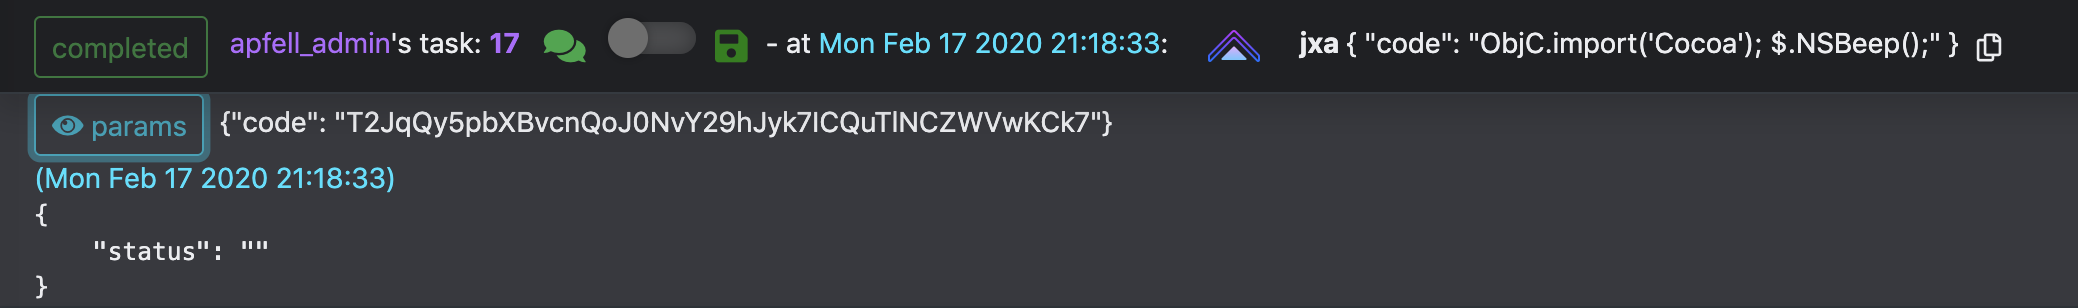 completed apfell_admin's task: 17 - at Mon Feb 17 2020 21:18:33: jxa { "code": "ObjC.import('Cocoa'); $.NSBeep();" }
params {"code": "T2JqQy5pbXBvcnQoJ0NvY29hJyk7ICQuTlNCZWVwKCk7"}
(Mon Feb 17 2020 21:18:33)
{
    "status": ""
}